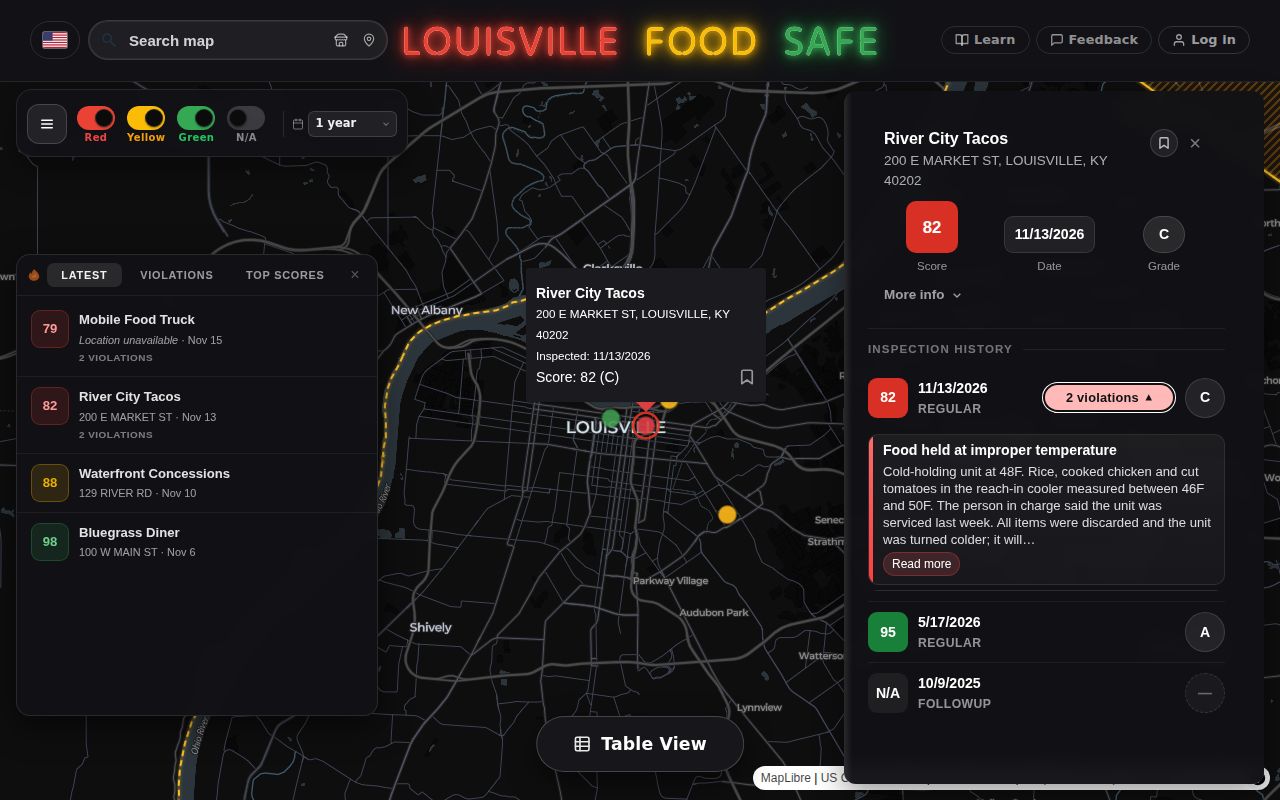 Search map
LOUISVILLE FOOD SAFE
Learn
Feedback
Log In
Red
Yellow
Green
N/A
1 year
LATEST
VIOLATIONS
TOP SCORES
79
Mobile Food Truck
Location unavailable · Nov 15
2 VIOLATIONS
82
River City Tacos
200 E MARKET ST · Nov 13
2 VIOLATIONS
88
Waterfront Concessions
129 RIVER RD · Nov 10
98
Bluegrass Diner
100 W MAIN ST · Nov 6
Clarksville
New Albany
River City Tacos
200 E MARKET ST, LOUISVILLE, KY
40202
Inspected: 11/13/2026
Score: 82 (C)
LOUISVILLE
Parkway Village
Audubon Park
Shively
Lynnview
Ohio River
Table View
MapLibre | US
River City Tacos
200 E MARKET ST, LOUISVILLE, KY
40202
82
11/13/2026
C
Score
Date
Grade
More info
INSPECTION HISTORY
82
11/13/2026
REGULAR
2 violations ▲
C
Food held at improper temperature
Cold-holding unit at 48F. Rice, cooked chicken and cut
tomatoes in the reach-in cooler measured between 46F
and 50F. The person in charge said the unit was
serviced last week. All items were discarded and the unit
was turned colder; it will…
Read more
95
5/17/2026
REGULAR
A
N/A
10/9/2025
FOLLOWUP
—